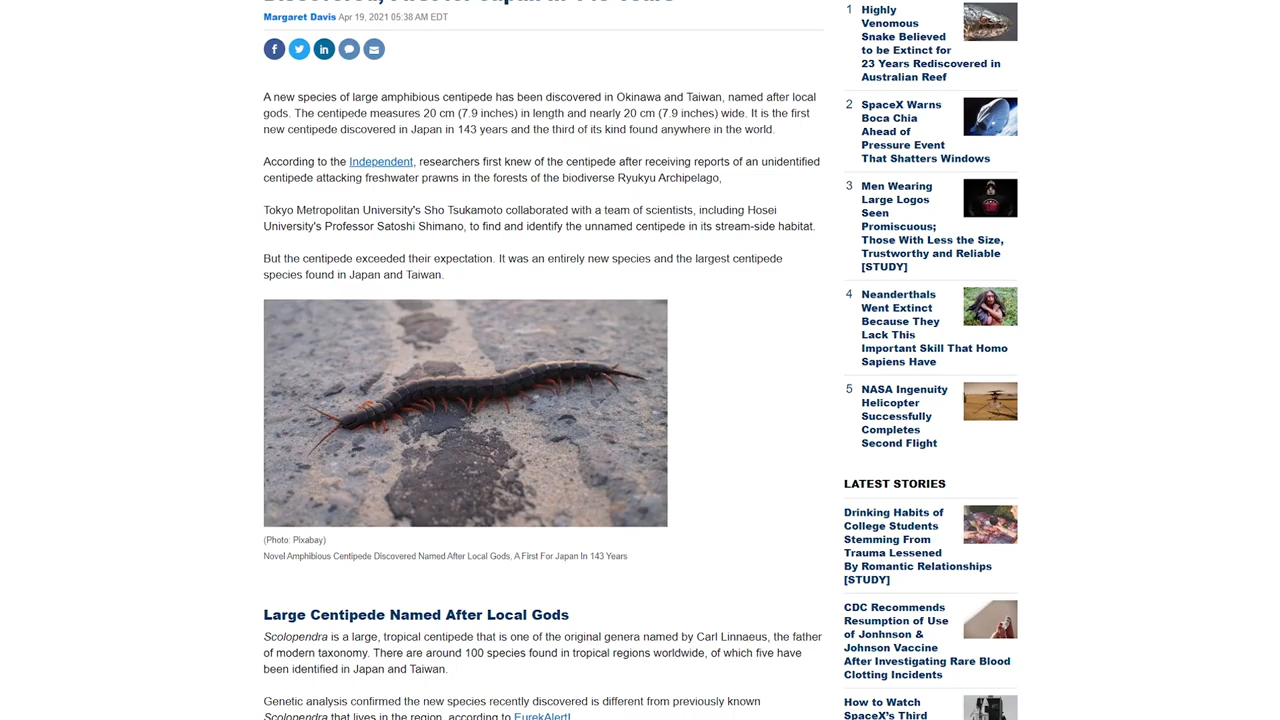 Discovered, First for Japan in 143 Years
Margaret Davis Apr 19, 2021 05:38 AM EDT
A new species of large amphibious centipede has been discovered in Okinawa and Taiwan, named after local
gods. The centipede measures 20 cm (7.9 inches) in length and nearly 20 cm (7.9 inches) wide. It is the first
new centipede discovered in Japan in 143 years and the third of its kind found anywhere in the world.
According to the Independent, researchers first knew of the centipede after receiving reports of an unidentified
centipede attacking freshwater prawns in the forests of the biodiverse Ryukyu Archipelago,
Tokyo Metropolitan University's Sho Tsukamoto collaborated with a team of scientists, including Hosei
University's Professor Satoshi Shimano, to find and identify the unnamed centipede in its stream-side habitat.
But the centipede exceeded their expectation. It was an entirely new species and the largest centipede
species found in Japan and Taiwan.
(Photo: Pixabay)
Novel Amphibious Centipede Discovered Named After Local Gods, A First For Japan In 143 Years
Large Centipede Named After Local Gods
Scolopendra is a large, tropical centipede that is one of the original genera named by Carl Linnaeus, the father
of modern taxonomy. There are around 100 species found in tropical regions worldwide, of which five have
been identified in Japan and Taiwan.
Genetic analysis confirmed the new species recently discovered is different from previously known
Scolopendra that lives in the region, according to EurekAlert!
1 Highly
Venomous
Snake Believed
to be Extinct for
23 Years Rediscovered in
Australian Reef
2 SpaceX Warns
Boca Chia
Ahead of
Pressure Event
That Shatters Windows
3 Men Wearing
Large Logos
Seen
Promiscuous;
Those With Less the Size,
Trustworthy and Reliable
[STUDY]
4 Neanderthals
Went Extinct
Because They
Lack This
Important Skill That Homo
Sapiens Have
5 NASA Ingenuity
Helicopter
Successfully
Completes
Second Flight
LATEST STORIES
Drinking Habits of
College Students
Stemming From
Trauma Lessened
By Romantic Relationships
[STUDY]
CDC Recommends
Resumption of Use
of Jonhnson &
Johnson Vaccine
After Investigating Rare Blood
Clotting Incidents
How to Watch
SpaceX's Third